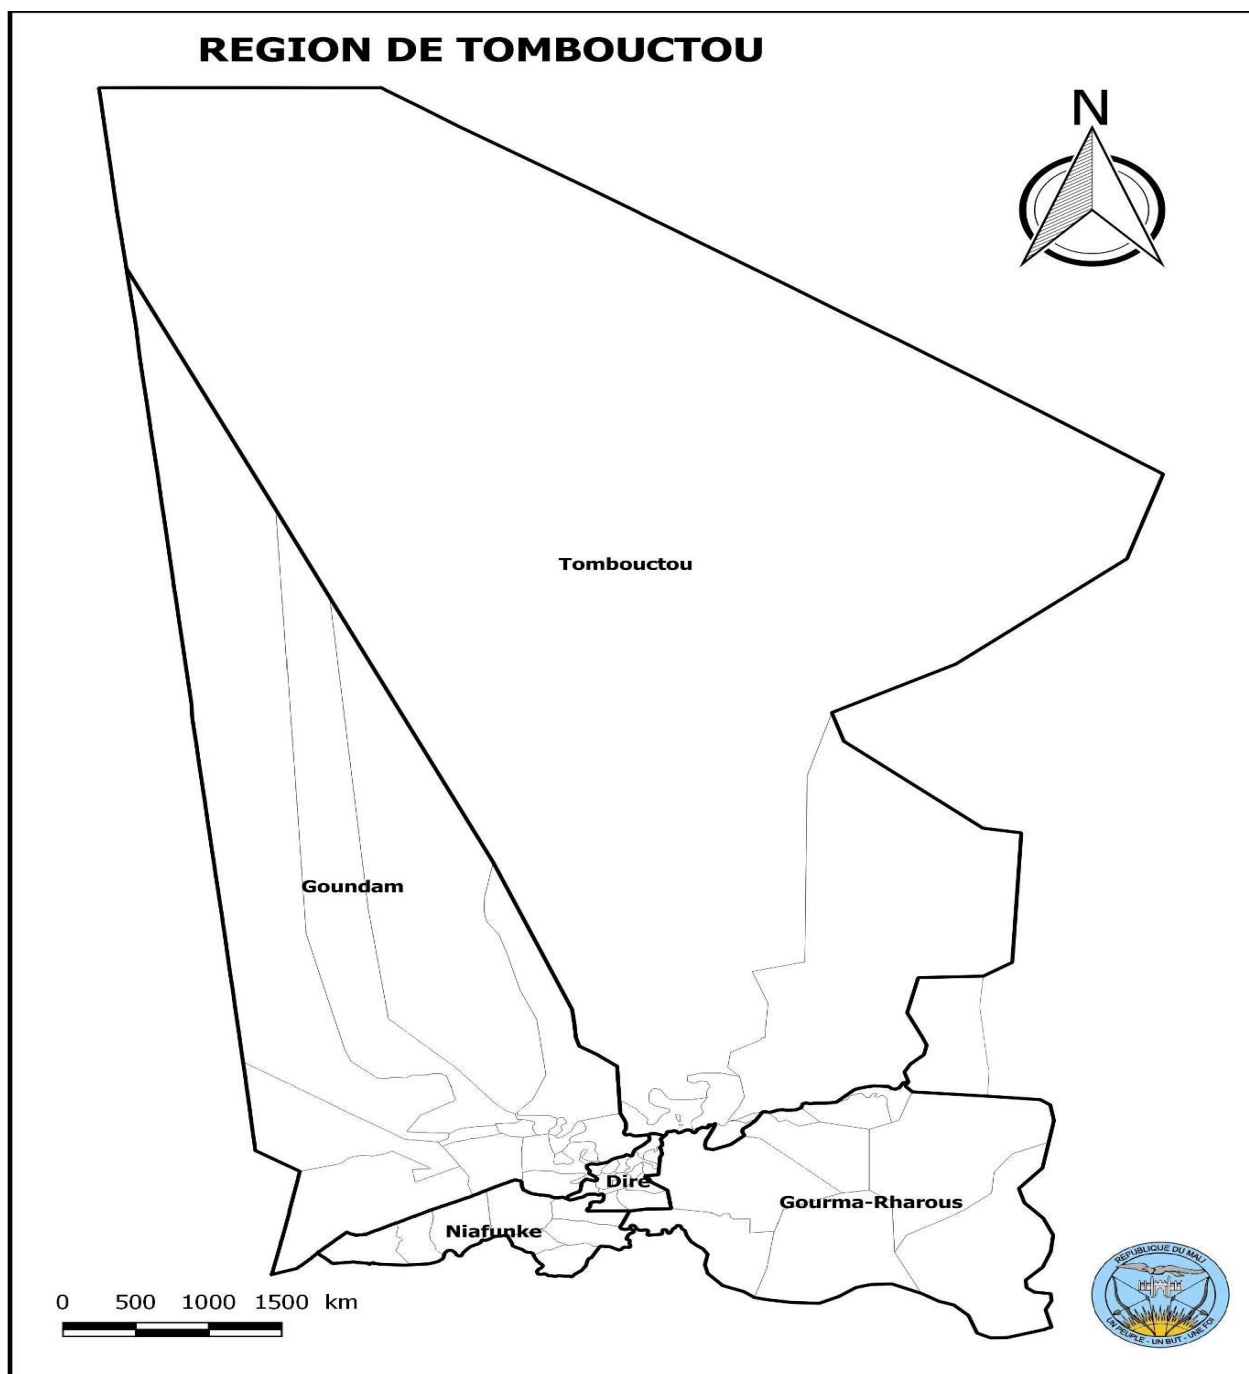 REGION DE TOMBOUCTOU
N
Tombouctou
Goundam
Dire
Gourma-Rharous
Niafunke
REPUBLIQUE DU MALI
UN PEUPLE - UN BUT - UNE FOI
0 500 1000 1500 km